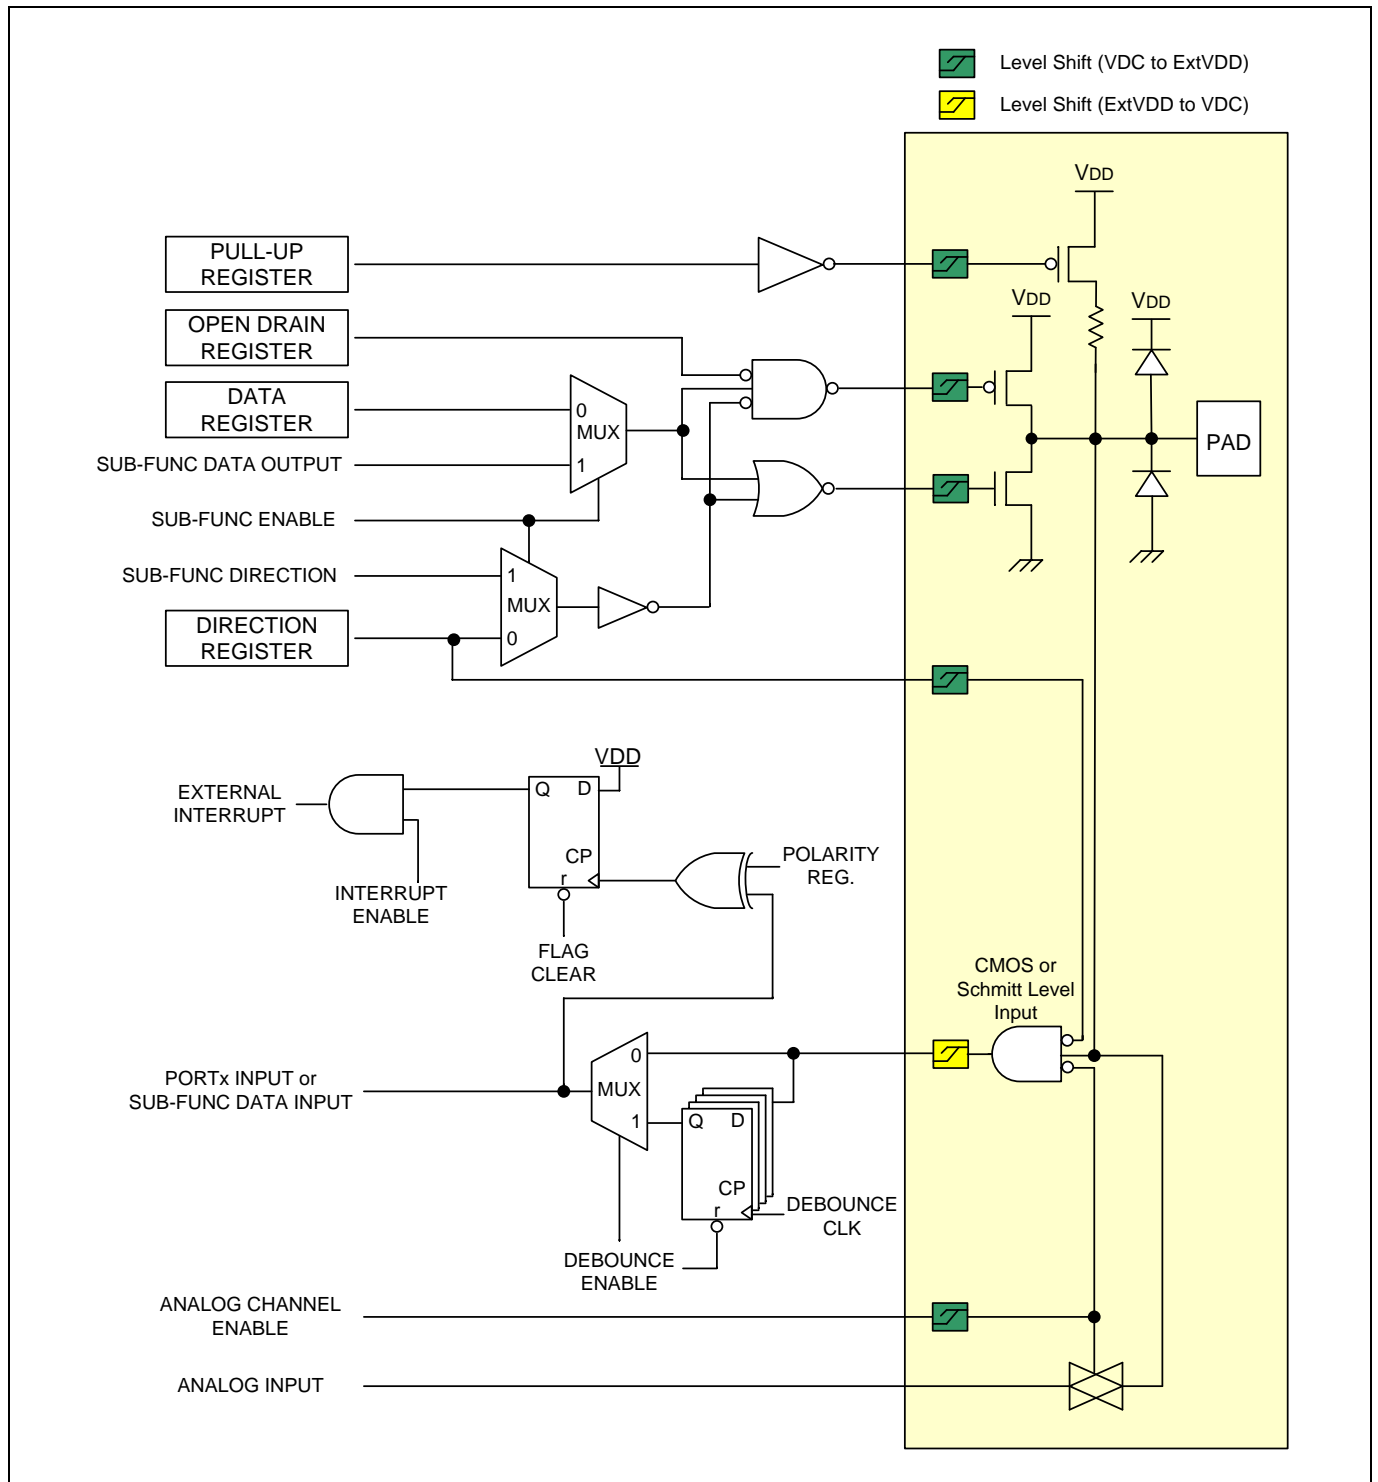 Level Shift (VDC to ExtVDD)
Level Shift (ExtVDD to VDC)
VDD
PULL-UP
REGISTER
VDD
VDD
OPEN DRAIN
REGISTER
DATA
REGISTER
0
MUX
1
PAD
SUB-FUNC DATA OUTPUT
SUB-FUNC ENABLE
SUB-FUNC DIRECTION
1
MUX
0
DIRECTION
REGISTER
VDD
EXTERNAL
INTERRUPT
Q D
CP
r
POLARITY
REG.
INTERRUPT
ENABLE
FLAG
CLEAR
CMOS or
Schmitt Level
Input
PORTx INPUT or
SUB-FUNC DATA INPUT
0
MUX
1
Q D
CP
r
DEBOUNCE
CLK
DEBOUNCE
ENABLE
ANALOG CHANNEL
ENABLE
ANALOG INPUT